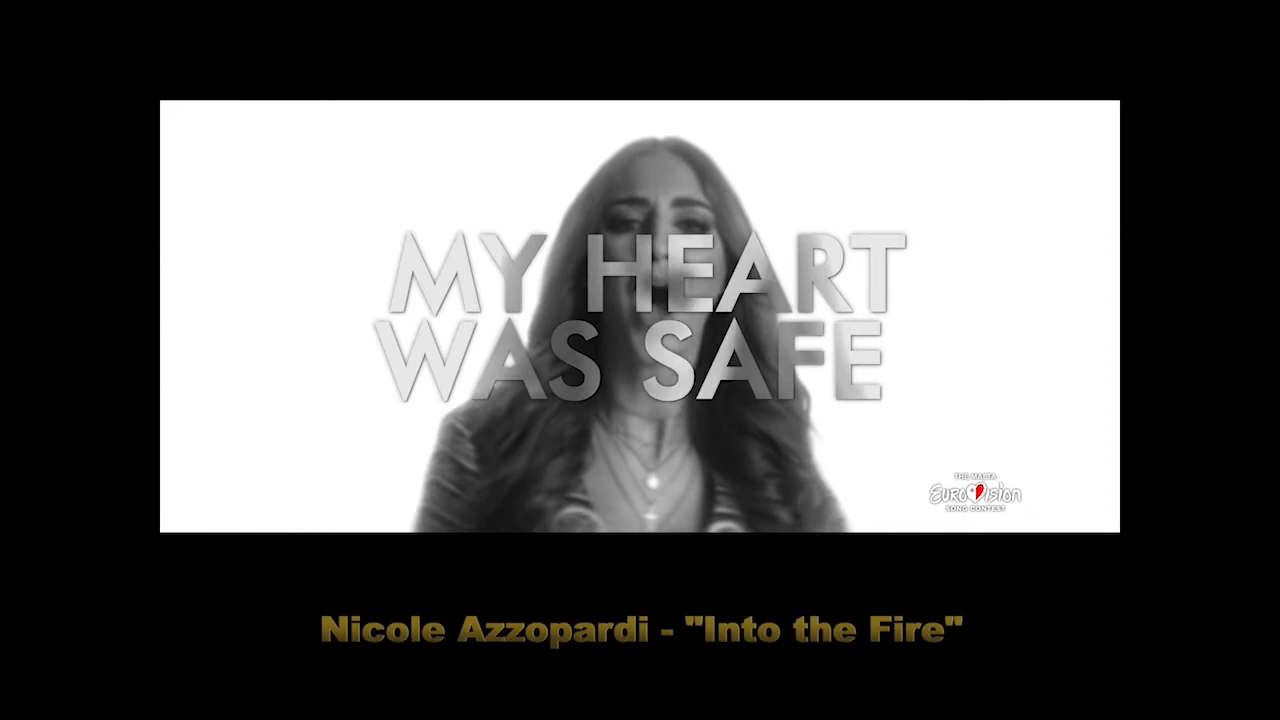 MY HEART
WAS SAFE
THE MALTA
EUROVISION
SONG CONTEST
Nicole Azzopardi - "Into the Fire"